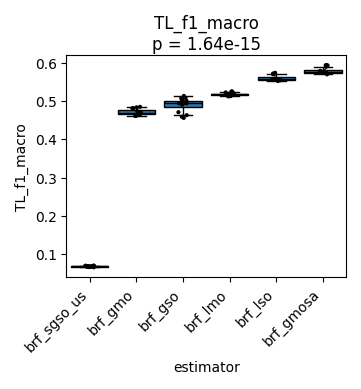 TL_f1_macro
p = 1.64e-15
TL_f1_macro
0.6
0.5
0.4
0.3
0.2
0.1
brf_sgso_us
brf_gmo
brf_gso
brf_lmo
brf_lso
brf_gmosa
estimator